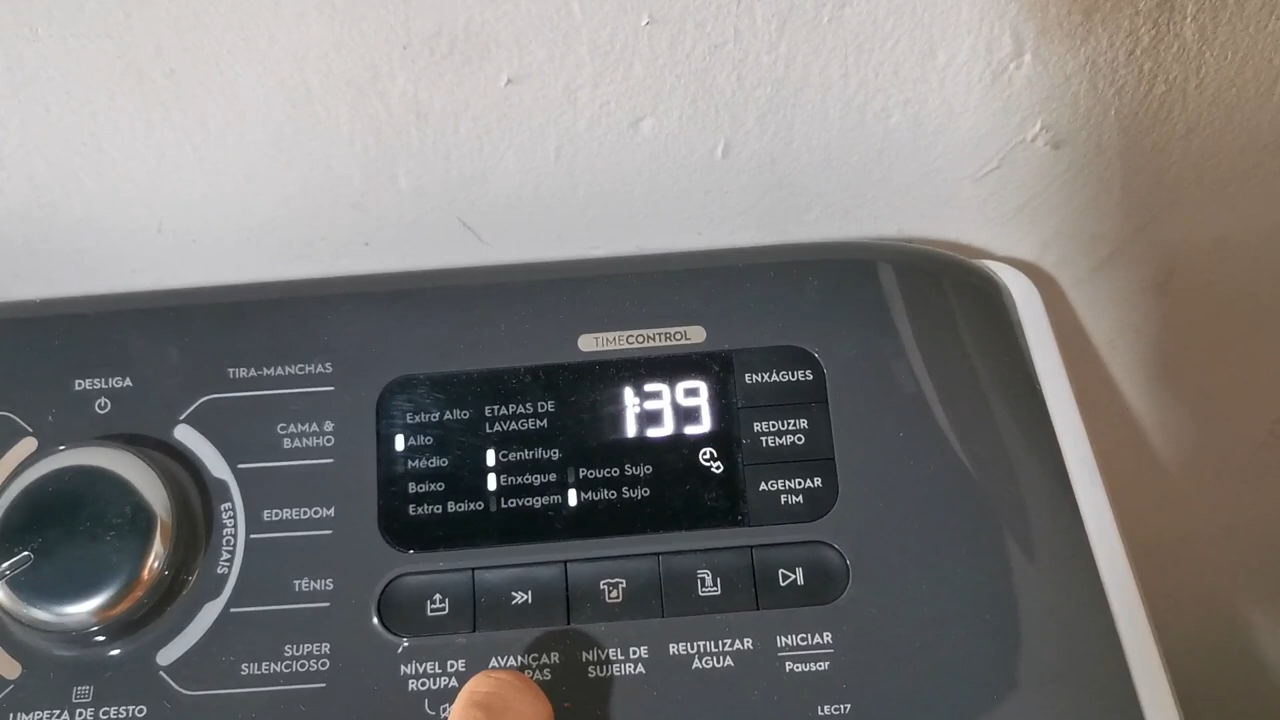 TIMECONTROL
DESLIGA
TIRA-MANCHAS
CAMA &
BANHO
EDREDOM
TÊNIS
SUPER
SILENCIOSO
ESPECIAIS
LIMPEZA DE CESTO
Extra Alto
Alto
Médio
Baixo
Extra Baixo
ETAPAS DE
LAVAGEM
Centrifug.
Enxágue
Lavagem
Pouco Sujo
Muito Sujo
1:39
ENXÁGUES
REDUZIR
TEMPO
AGENDAR
FIM
NÍVEL DE
ROUPA
AVANÇAR
NÍVEL DE
SUJEIRA
REUTILIZAR
ÁGUA
INICIAR
Pausar
LEC17